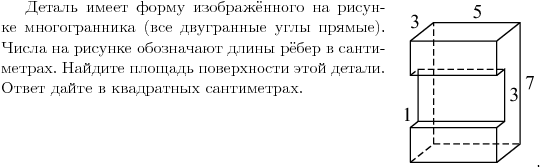 Деталь имеет форму изображённого на рисун-
ке многогранника (все двугранные углы прямые).
Числа на рисунке обозначают длины рёбер в санти-
метрах. Найдите площадь поверхности этой детали.
Ответ дайте в квадратных сантиметрах.
3
5
7
3
1
.